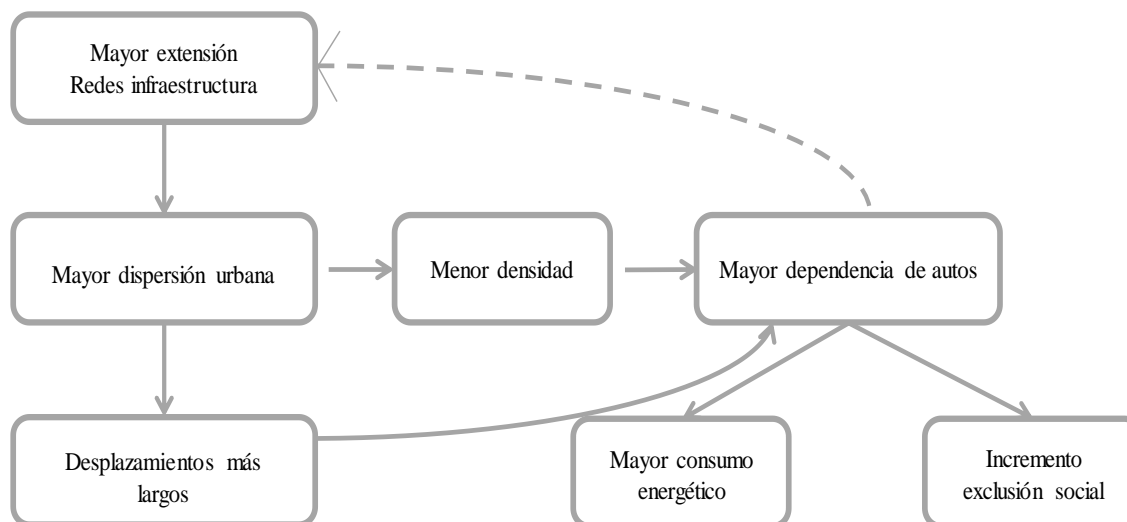 Mayor extensión
Redes infraestructura
Mayor dispersión urbana
Menor densidad
Mayor dependencia de autos
Desplazamientos más
largos
Mayor consumo
energético
Incremento
exclusión social